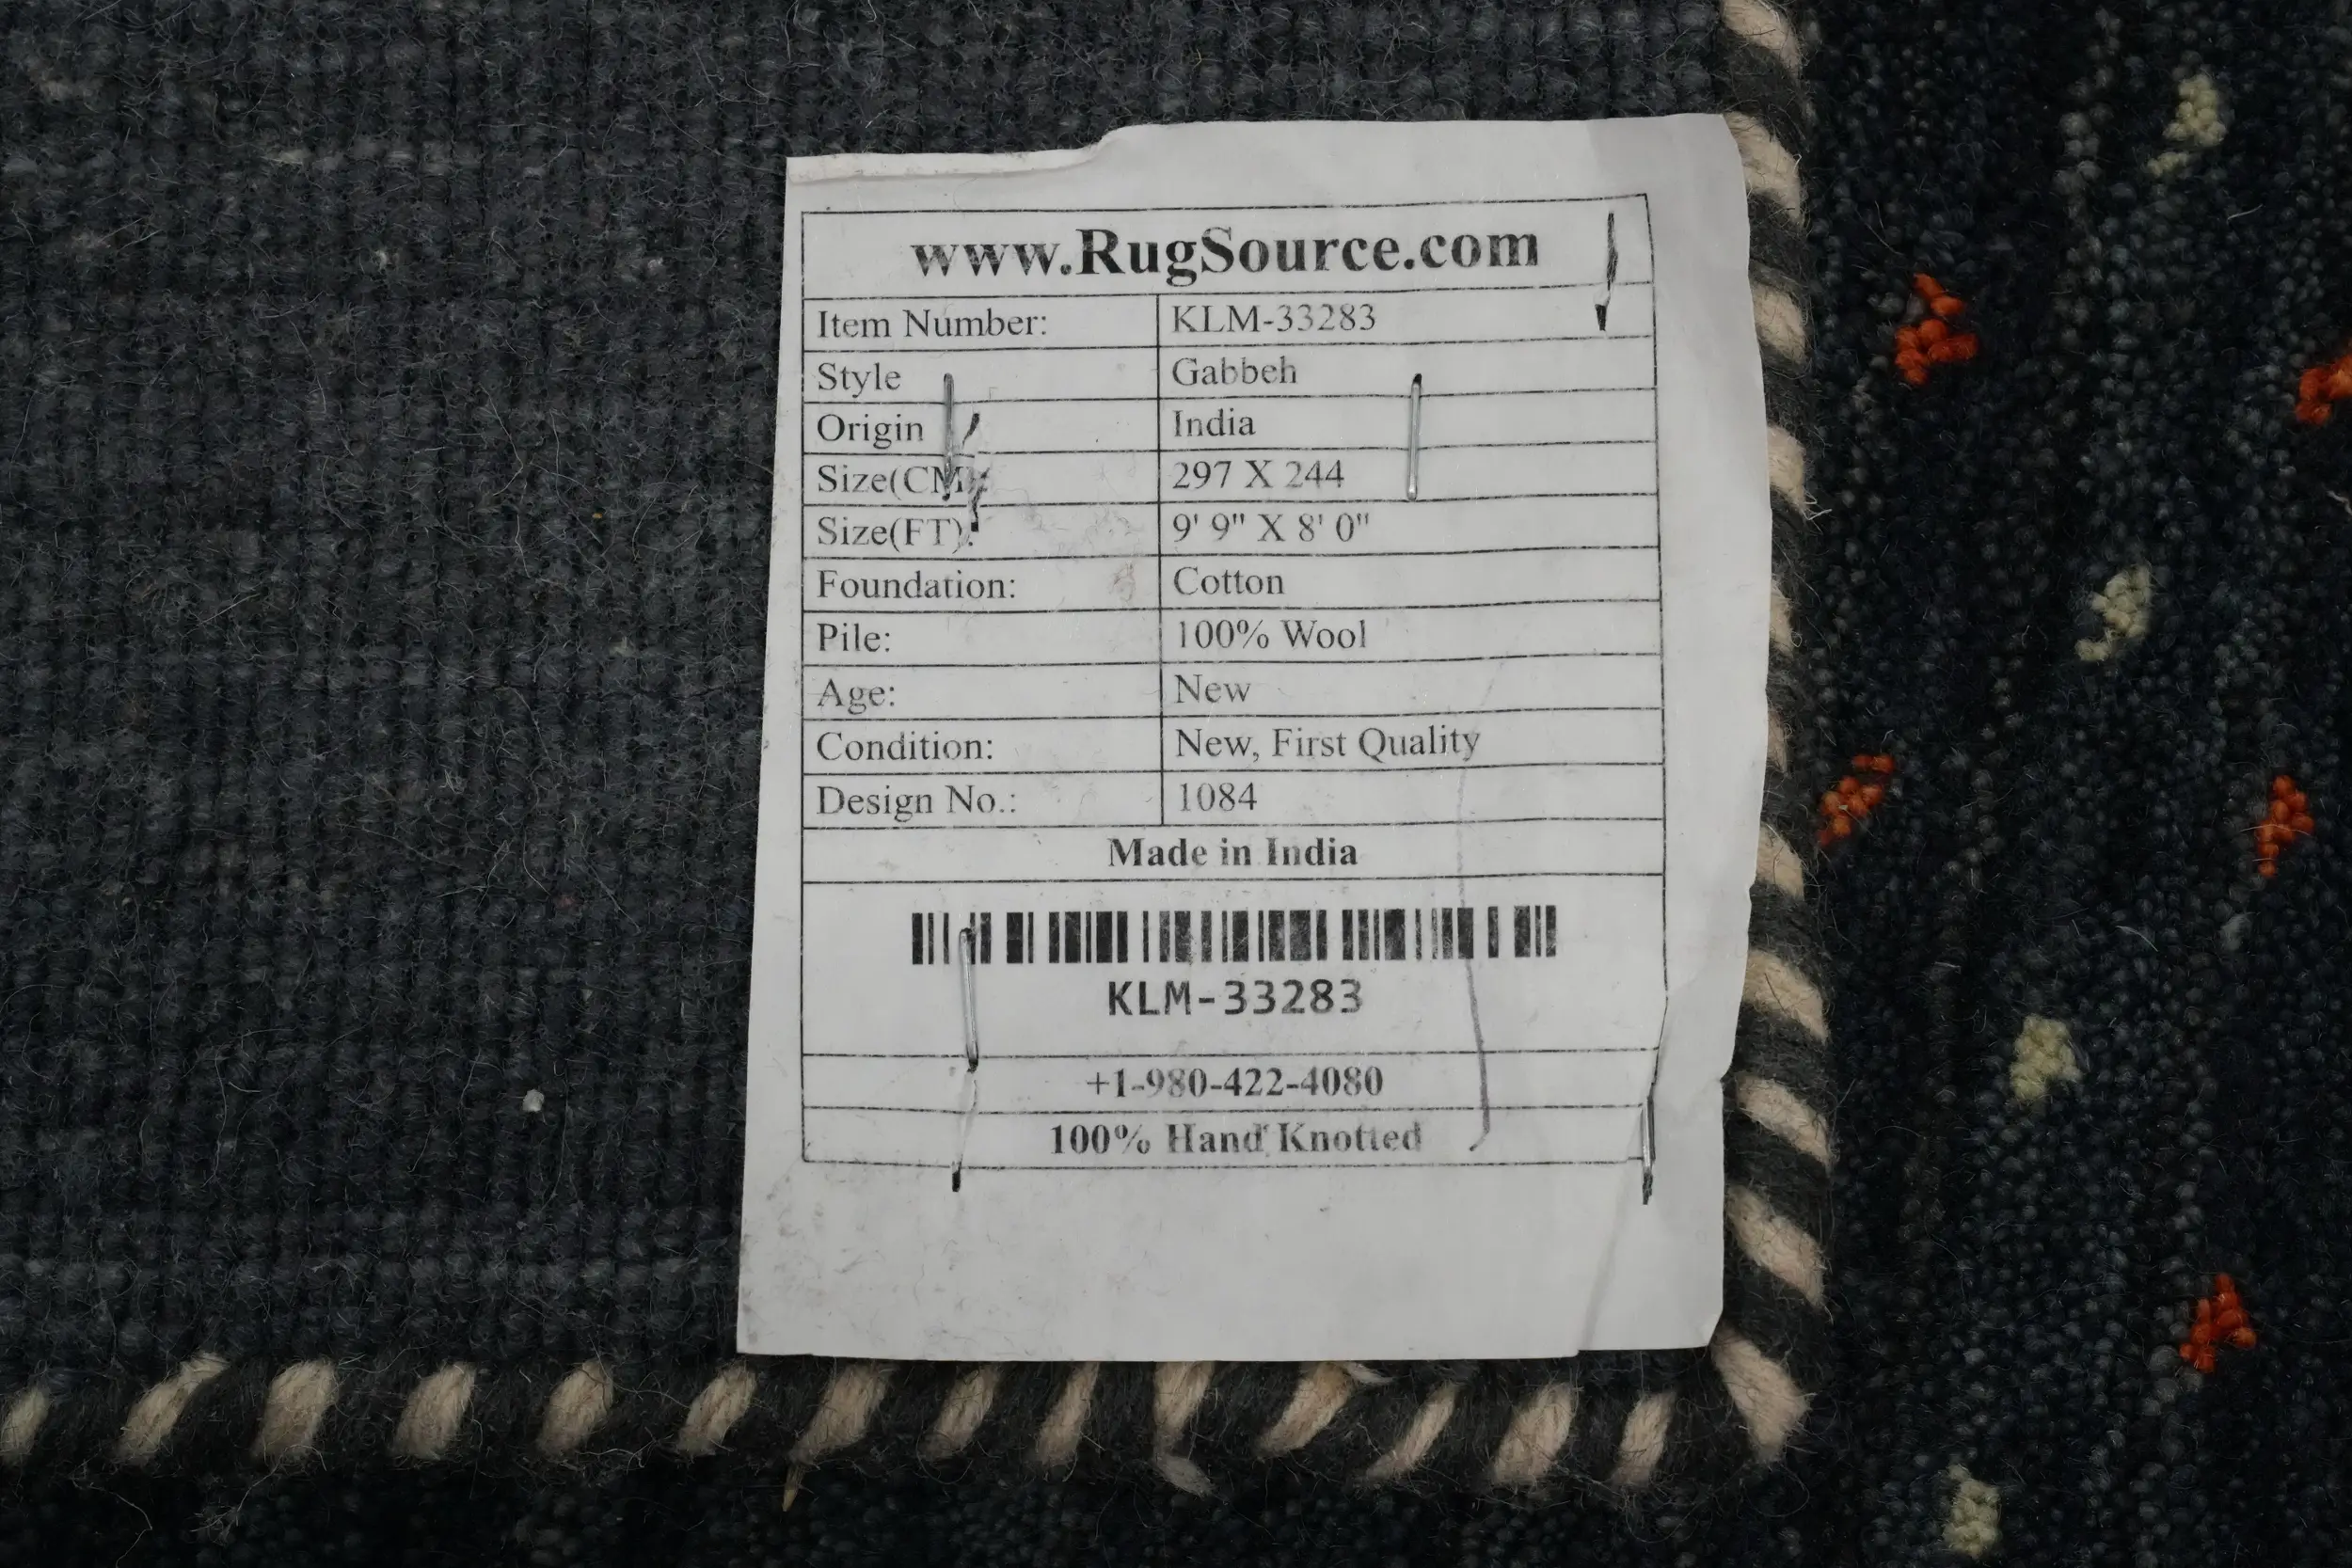 www.RugSource.com
Item Number: KLM-33283
Style Gabbeh
Origin India
Size(CM): 297 X 244
Size(FT): 9' 9" X 8' 0"
Foundation: Cotton
Pile: 100% Wool
Age: New
Condition: New, First Quality
Design No.: 1084
Made in India
KLM-33283
+1-980-422-4080
100% Hand Knotted